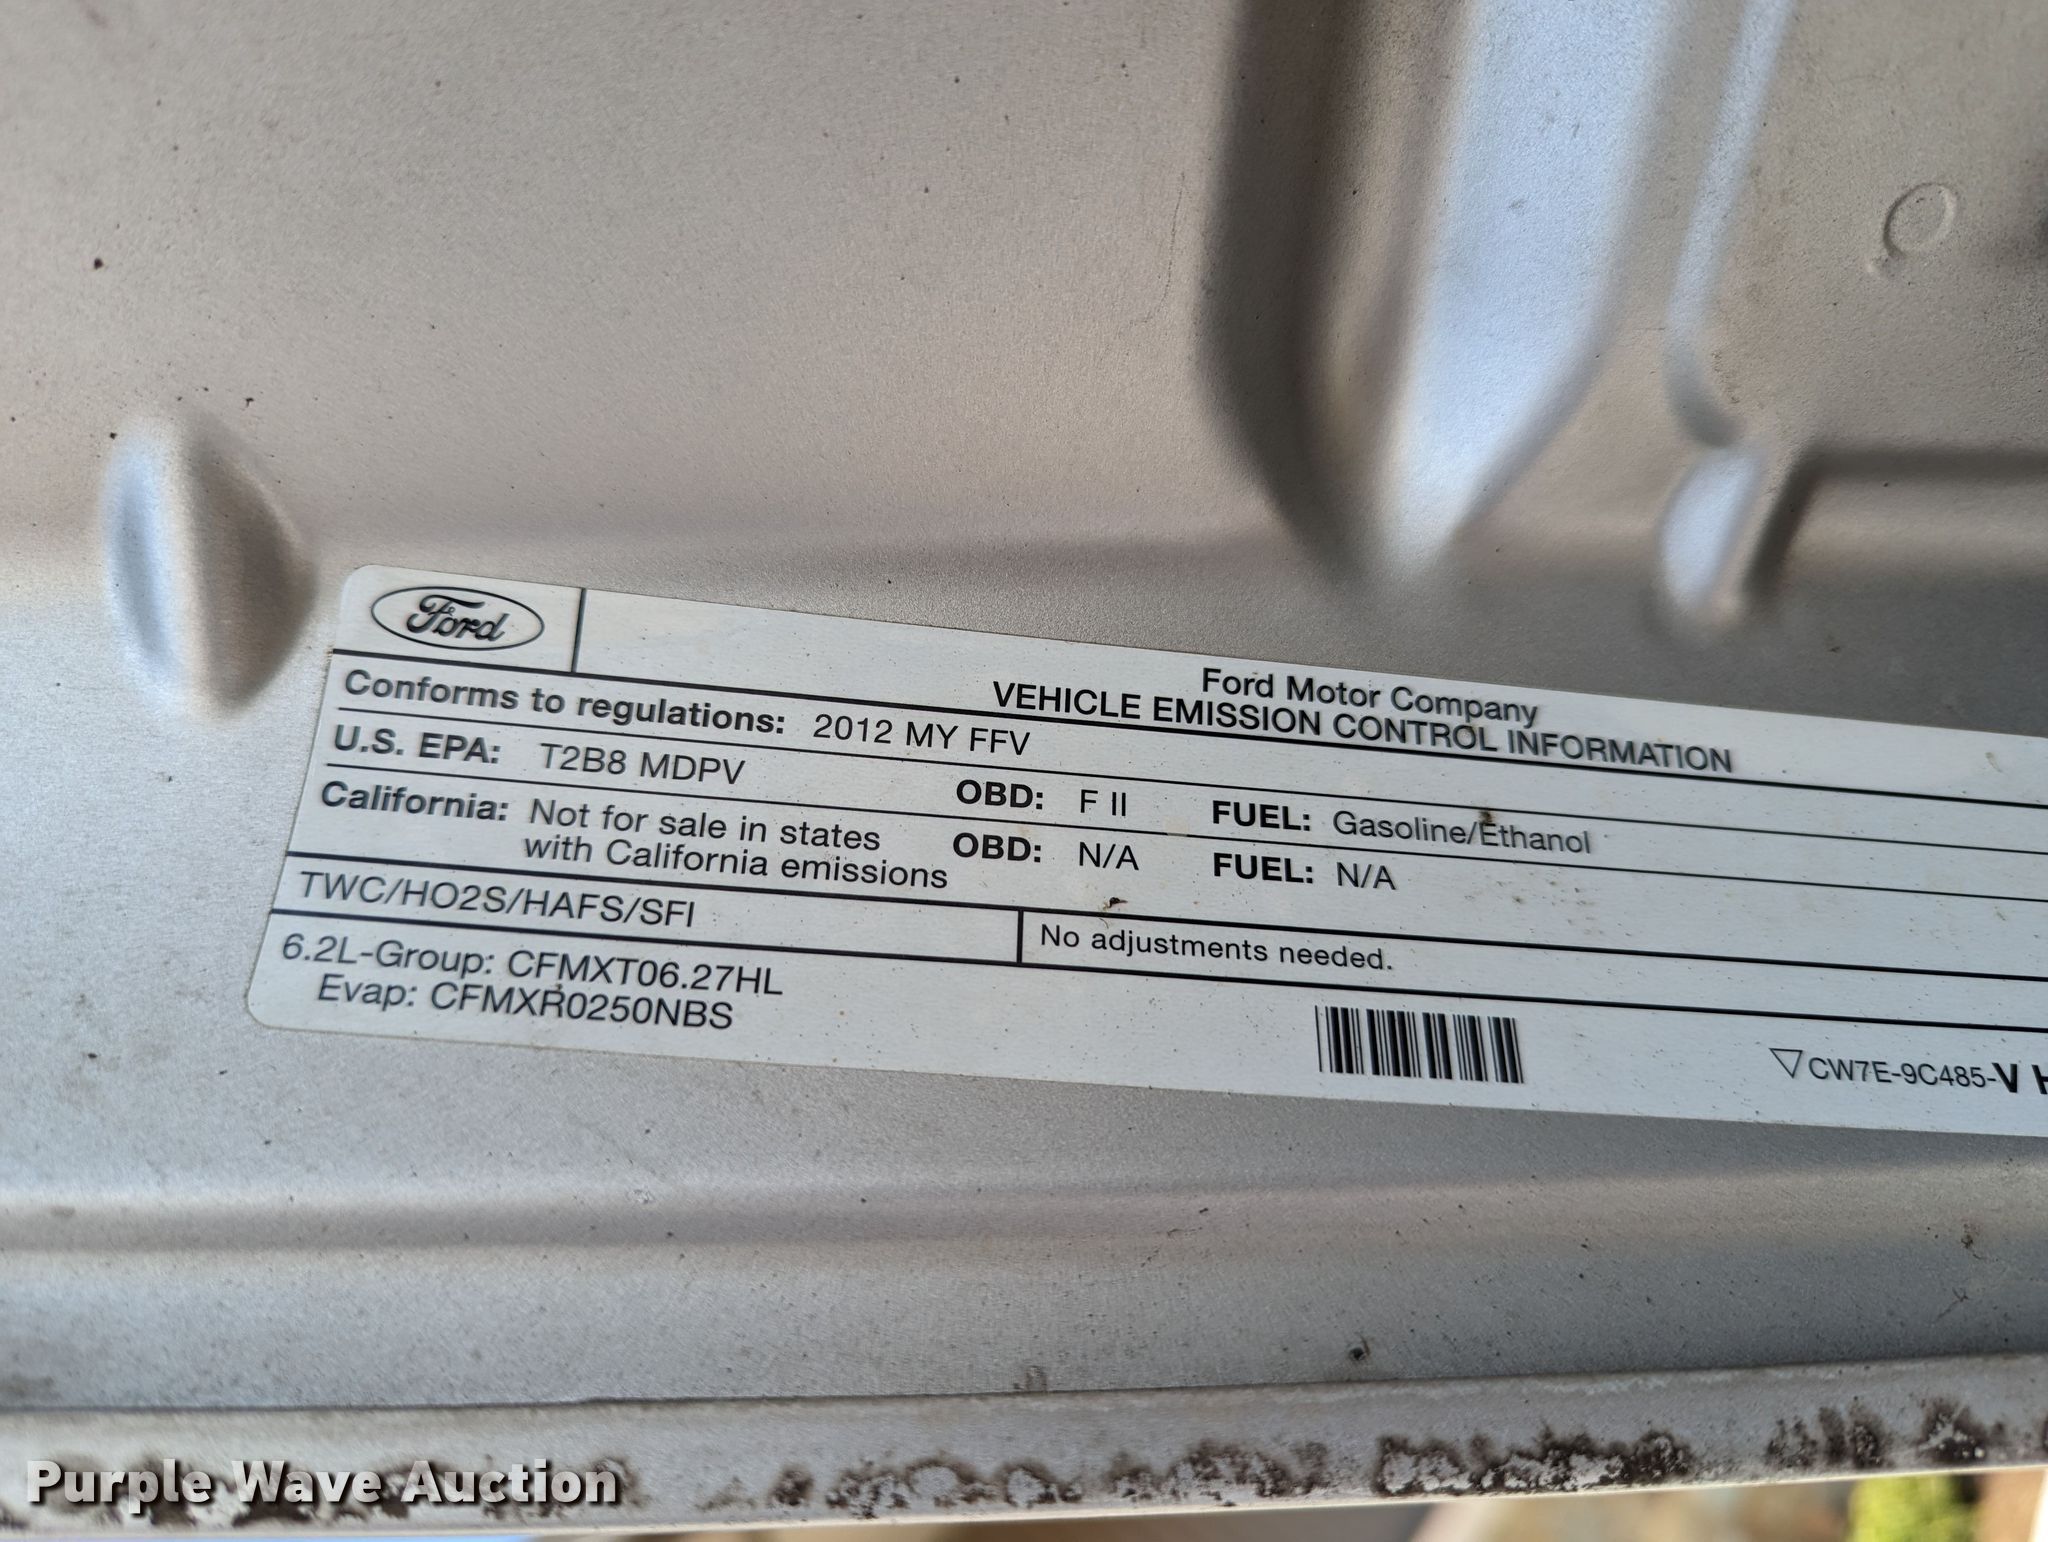 Ford
Ford Motor Company
VEHICLE EMISSION CONTROL INFORMATION
Conforms to regulations: 2012 MY FFV
U.S. EPA: T2B8 MDPV OBD: F II FUEL: Gasoline/Ethanol
California: Not for sale in states with California emissions OBD: N/A FUEL: N/A
TWC/HO2S/HAFS/SFI
No adjustments needed.
6.2L-Group: CFMXT06.27HL
Evap: CFMXR0250NBS
CW7E-9C485-V H
Purple Wave Auction